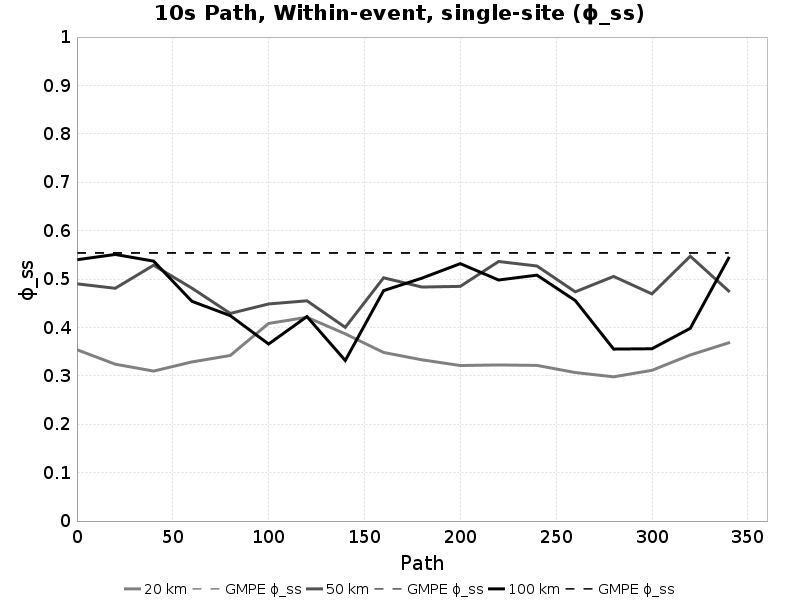 10s Path, Within-event, single-site (ϕ_ss)
1
0.9
0.8
0.7
0.6
0.5
0.4
0.3
0.2
0.1
0
ϕ_ss
0 50 100 150 200 250 300 350
Path
20 km GMPE ϕ_ss 50 km GMPE ϕ_ss 100 km GMPE ϕ_ss